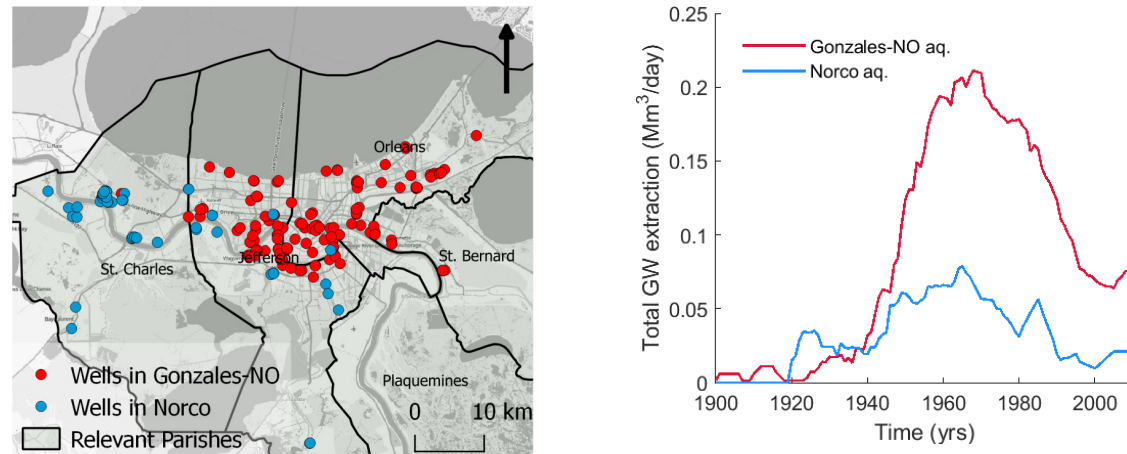 Orleans
St. Charles
Jefferson
St. Bernard
Plaquemines
Wells in Gonzales-NO
Wells in Norco
Relevant Parishes
0 10 km
Total GW extraction (Mm³/day)
0.25
0.2
0.15
0.1
0.05
0
Gonzales-NO aq.
Norco aq.
1900 1920 1940 1960 1980 2000
Time (yrs)